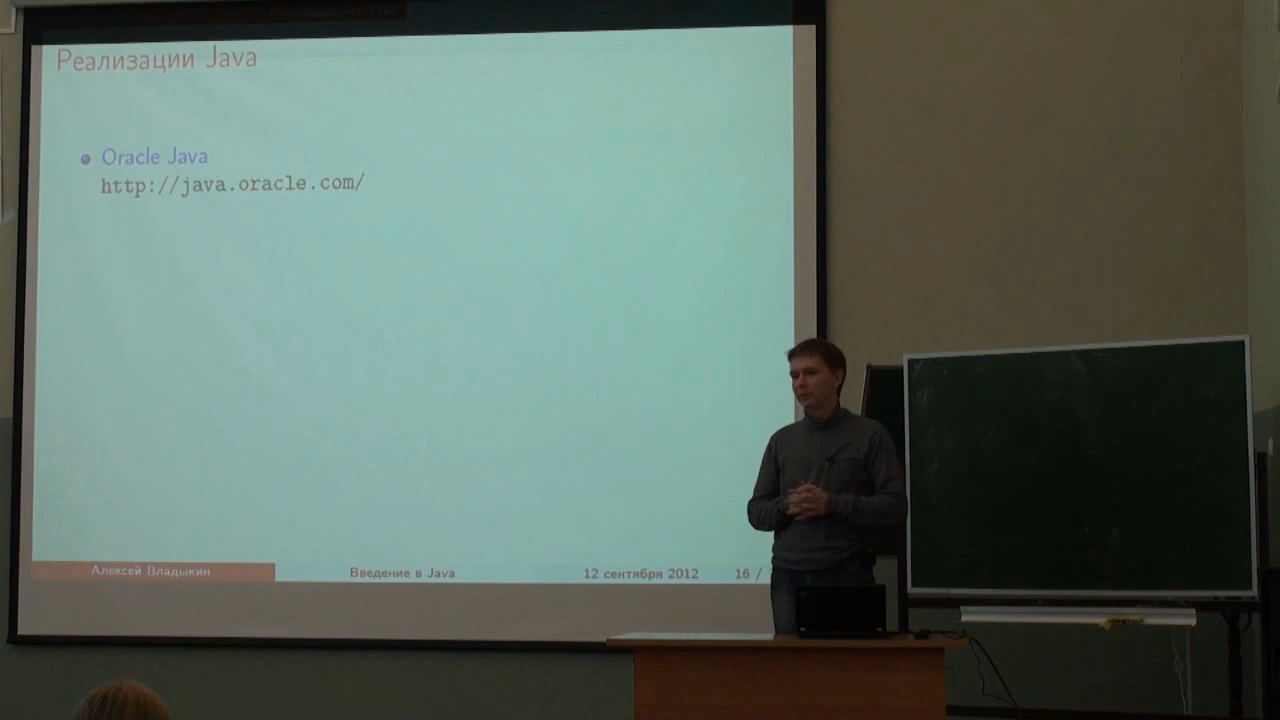 Реализации Java
Oracle Java
http://java.oracle.com/
Алексей Владыкин
Введение в Java
12 сентября 2012
16 /